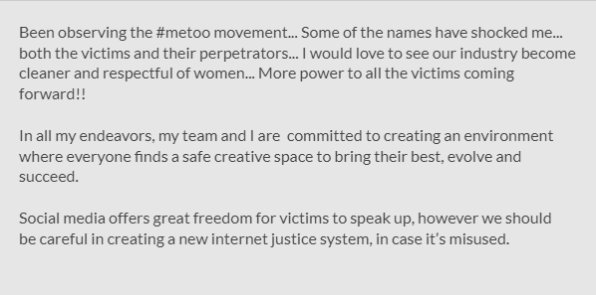 Been observing the #metoo movement... Some of the names have shocked me...
both the victims and their perpetrators... I would love to see our industry become
cleaner and respectful of women... More power to all the victims coming
forward!!
In all my endeavors, my team and I are  committed to creating an environment
where everyone finds a safe creative space to bring their best, evolve and
succeed.
Social media offers great freedom for victims to speak up, however we should
be careful in creating a new internet justice system, in case it's misused.